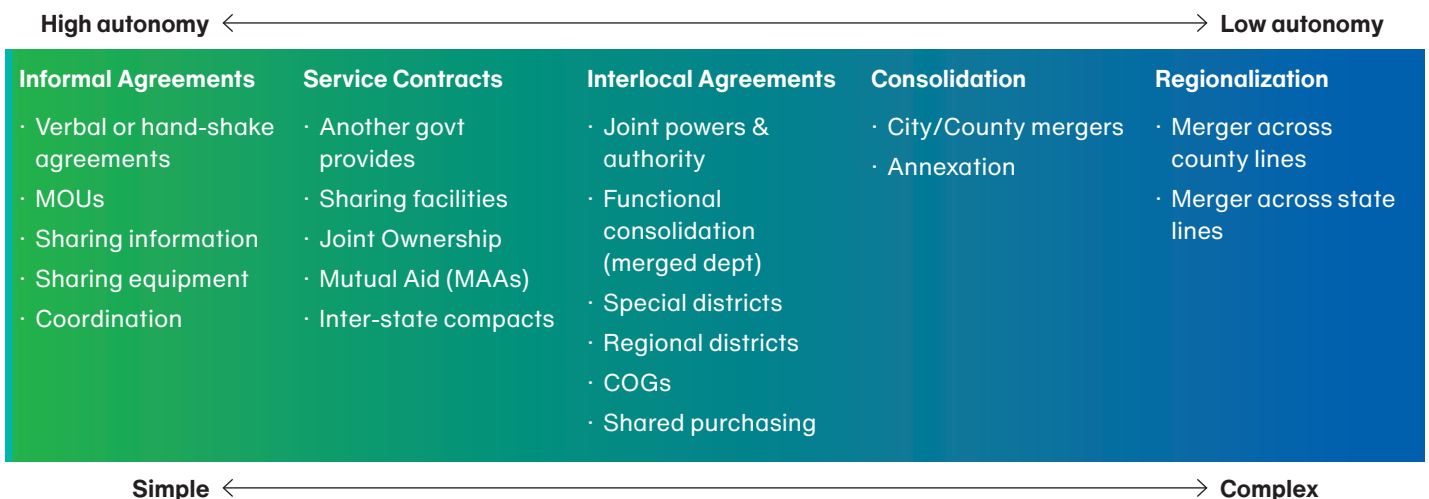 High autonomy
Low autonomy
Informal Agreements
· Verbal or hand-shake
agreements
· MOUs
· Sharing information
· Sharing equipment
· Coordination
Service Contracts
· Another govt
provides
· Sharing facilities
· Joint Ownership
· Mutual Aid (MAAs)
· Inter-state compacts
Interlocal Agreements
· Joint powers &
authority
· Functional
consolidation
(merged dept)
· Special districts
· Regional districts
· COGs
· Shared purchasing
Consolidation
· City/County mergers
· Annexation
Regionalization
· Merger across
county lines
· Merger across state
lines
Simple
Complex